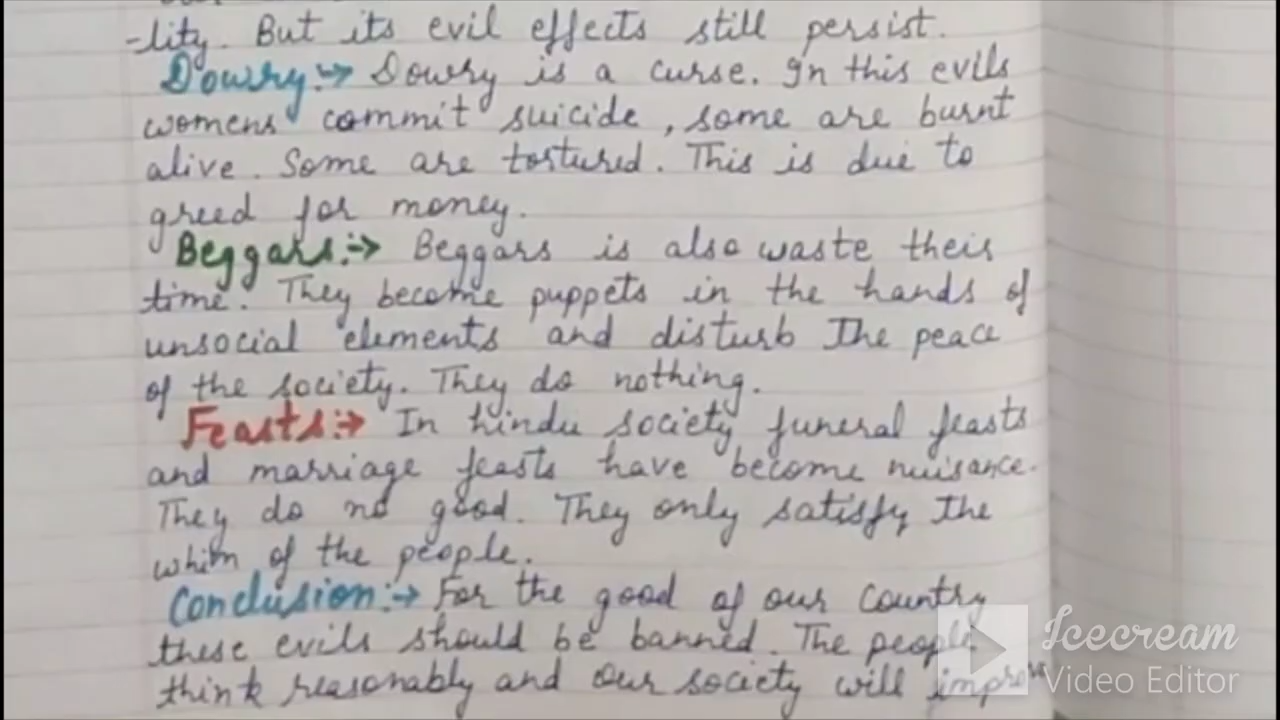 -lity. But its evil effects still persist.
Dowry:→ Dowry is a curse. In this evils
womens commit suicide, some are burnt
alive. Some are tortured. This is due to
greed for money.
Beggars:→ Beggars is also waste their
time. They become puppets in the hands of
unsocial elements and disturb the peace
of the society. They do nothing.
Feasts:→ In hindu society funeral feasts
and marriage feasts have become nuisance.
They do no good. They only satisfy the
whim of the people.
Conclusion:→ For the good of our country
these evils should be banned. The people
think reasonably and our society will
Icecream
Video Editor